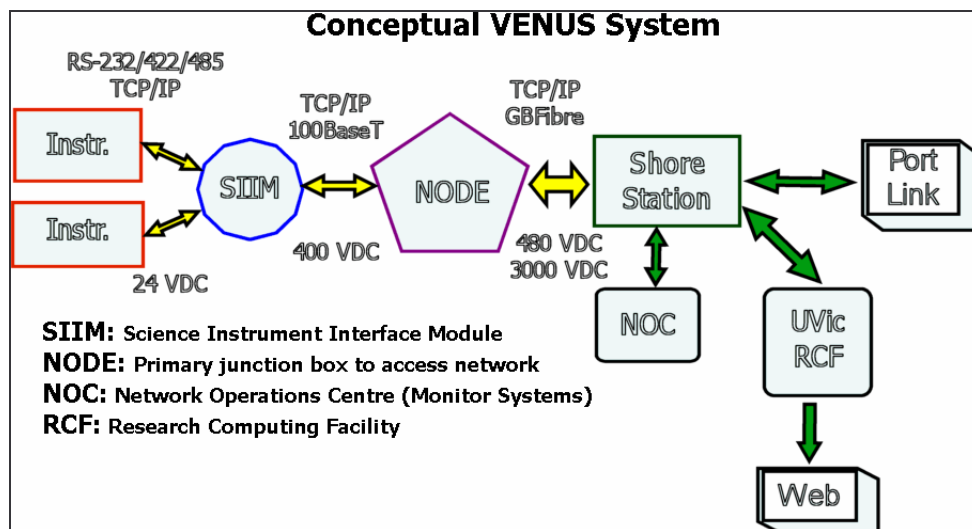 Conceptual VENUS System
RS-232/422/485
TCP/IP
TCP/IP
100BaseT
TCP/IP
GBFibre
Instr.
Instr.
SIIM
NODE
Shore
Station
Port
Link
24 VDC
400 VDC
480 VDC
3000 VDC
NOC
UVic
RCF
Web
SIIM: Science Instrument Interface Module
NODE: Primary junction box to access network
NOC: Network Operations Centre (Monitor Systems)
RCF: Research Computing Facility